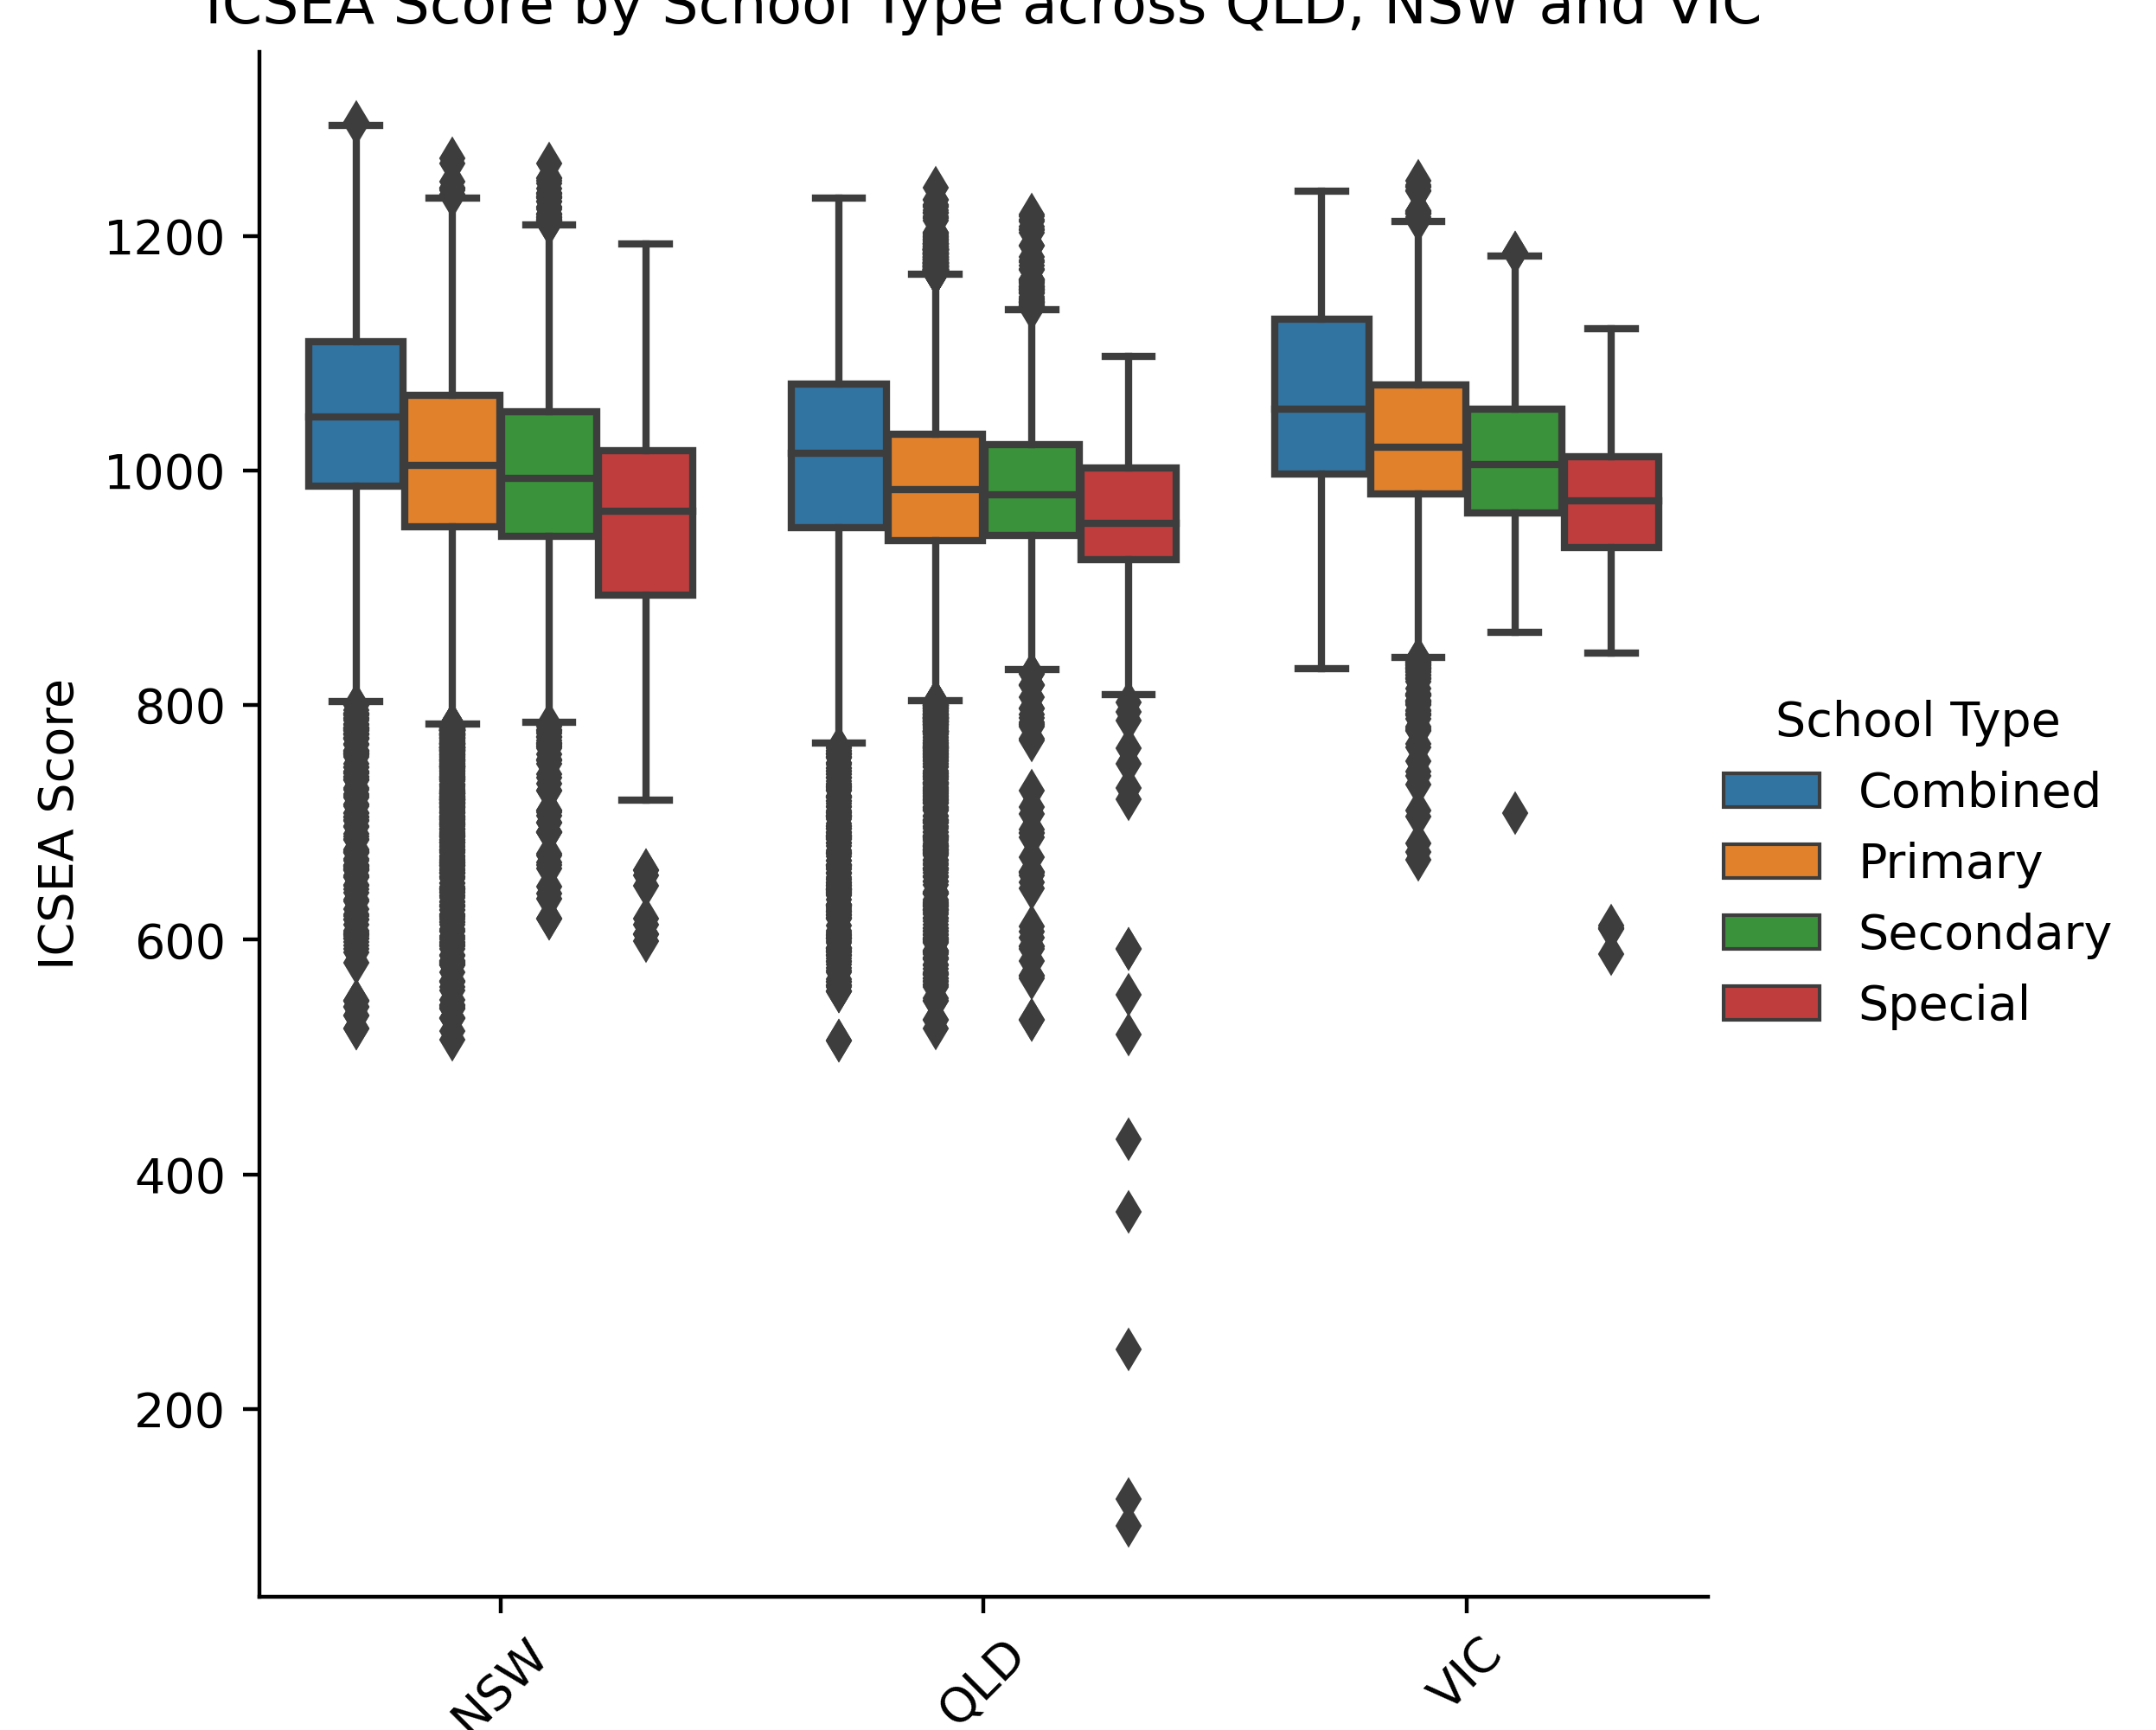 ICSEA Score by School Type across QLD, NSW and VIC
ICSEA Score
1200
1000
800
600
400
200
NSW
QLD
VIC
School Type
Combined
Primary
Secondary
Special